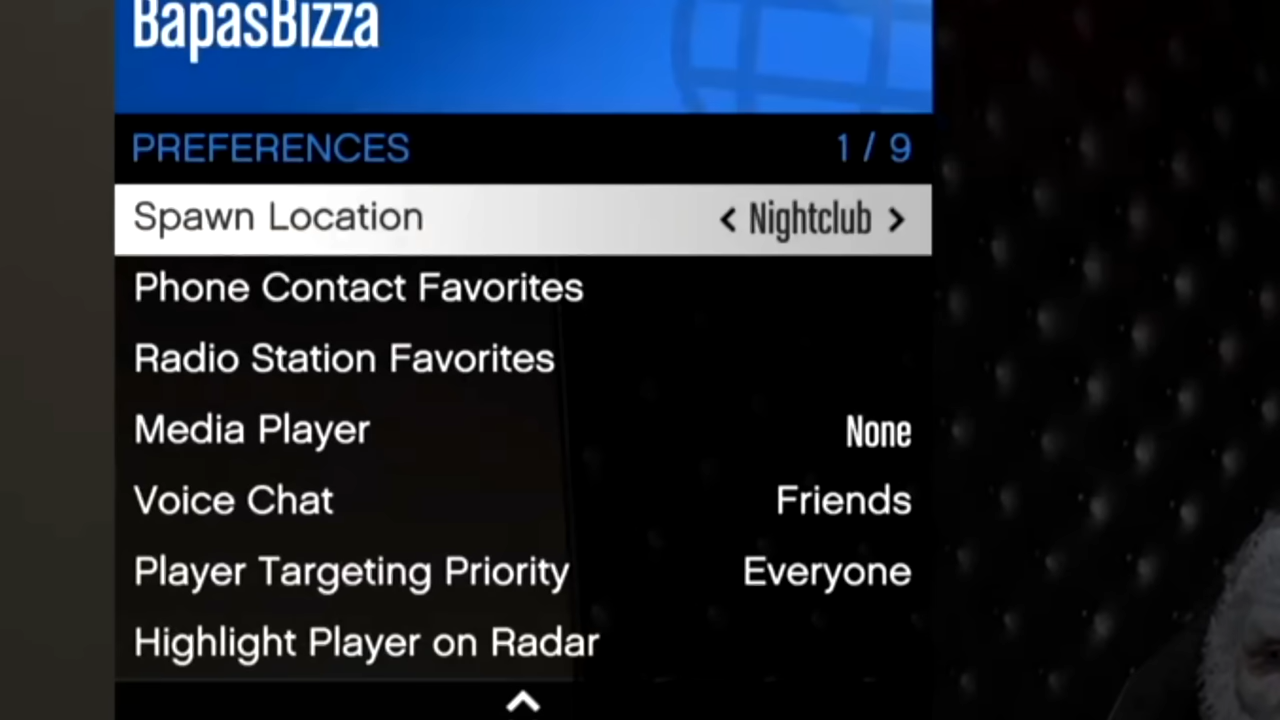 BapasBizza
PREFERENCES 1 / 9
Spawn Location < Nightclub >
Phone Contact Favorites
Radio Station Favorites
Media Player None
Voice Chat Friends
Player Targeting Priority Everyone
Highlight Player on Radar